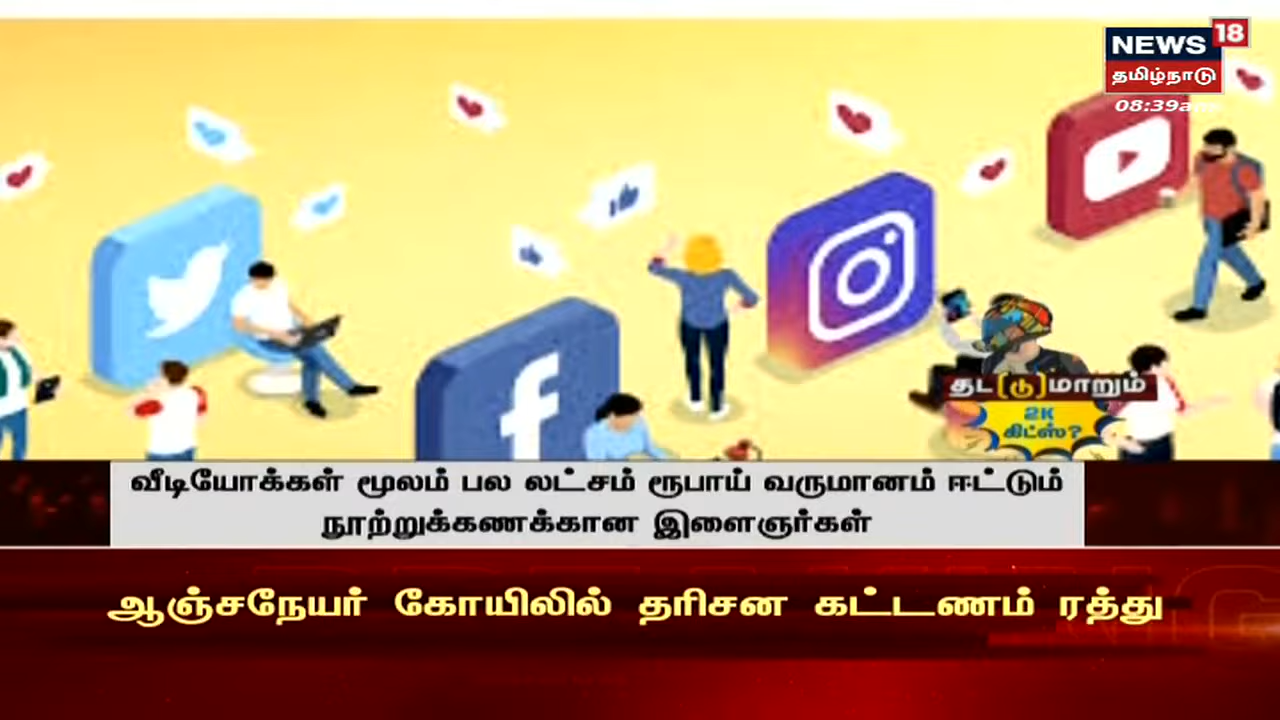 NEWS 18
தமிழ்நாடு
08:39am
f
தட[டு]மாறும்
2K
கிட்ஸ்?
வீடியோக்கள் மூலம் பல லட்சம் ரூபாய் வருமானம் ஈட்டும்
நூற்றுக்கணக்கான இளைஞர்கள்
ஆஞ்சநேயர் கோயிலில் தரிசன கட்டணம் ரத்து